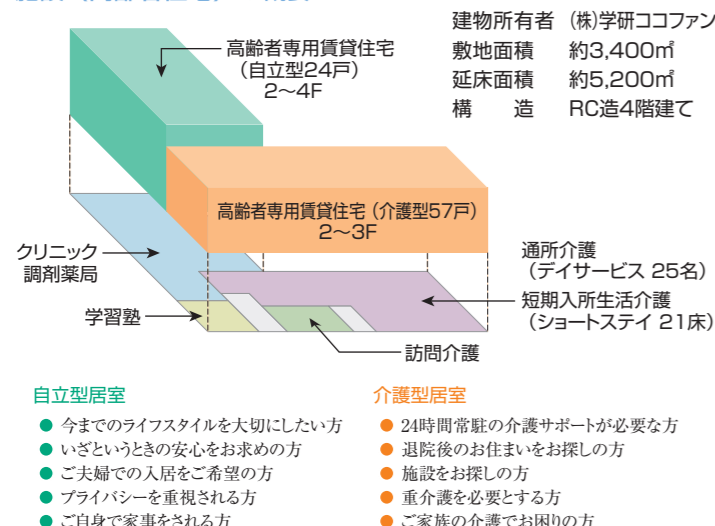 建物所有者 (株)学研ココファン
敷地面積 約3,400㎡
延床面積 約5,200㎡
構 造 RC造4階建て
高齢者専用賃貸住宅
(自立型24戸)
2〜4F
高齢者専用賃貸住宅(介護型57戸)
2〜3F
クリニック
調剤薬局
学習塾
訪問介護
通所介護
(デイサービス 25名)
短期入所生活介護
(ショートステイ 21床)
自立型居室
● 今までのライフスタイルを大切にしたい方
● いざというときの安心をお求めの方
● ご夫婦での入居をご希望の方
● プライバシーを重視される方
● ご自身で家事をされる方
介護型居室
● 24時間常駐の介護サポートが必要な方
● 退院後のお住まいをお探しの方
● 施設をお探しの方
● 重介護を必要とする方
● ご家族の介護でお困りの方